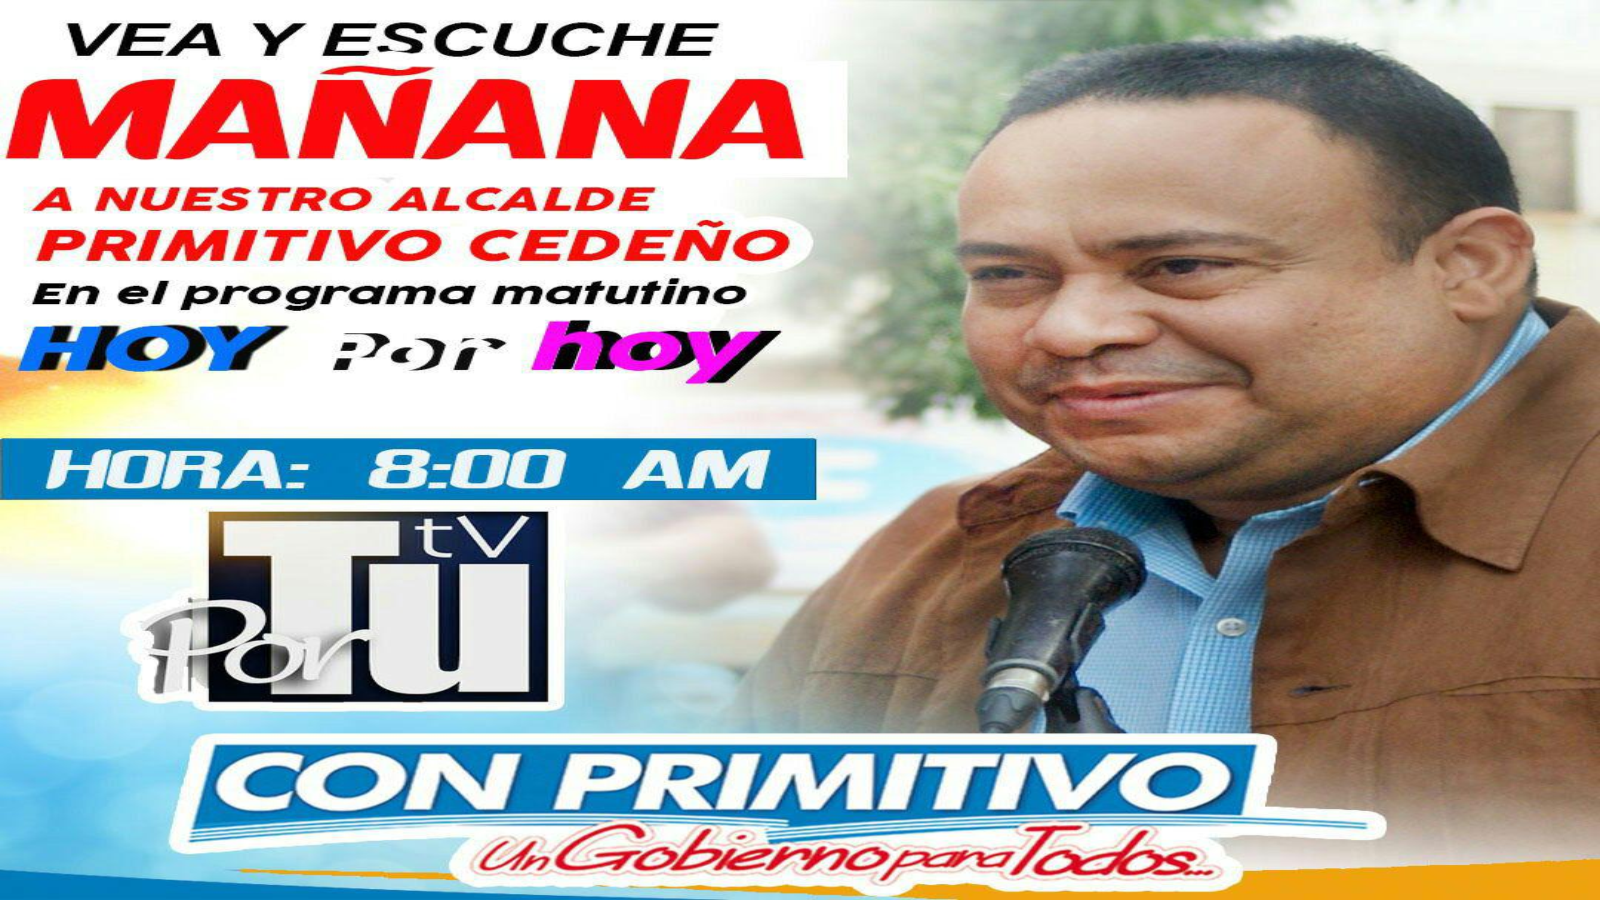 VEA Y ESCUCHE
MAÑANA
A NUESTRO ALCALDE
PRIMITIVO CEDEÑO
En el programa matutino
HOY Por hoy
HORA: 8:00 AM
Por Tu tv
CON PRIMITIVO
Un Gobierno para Todos...